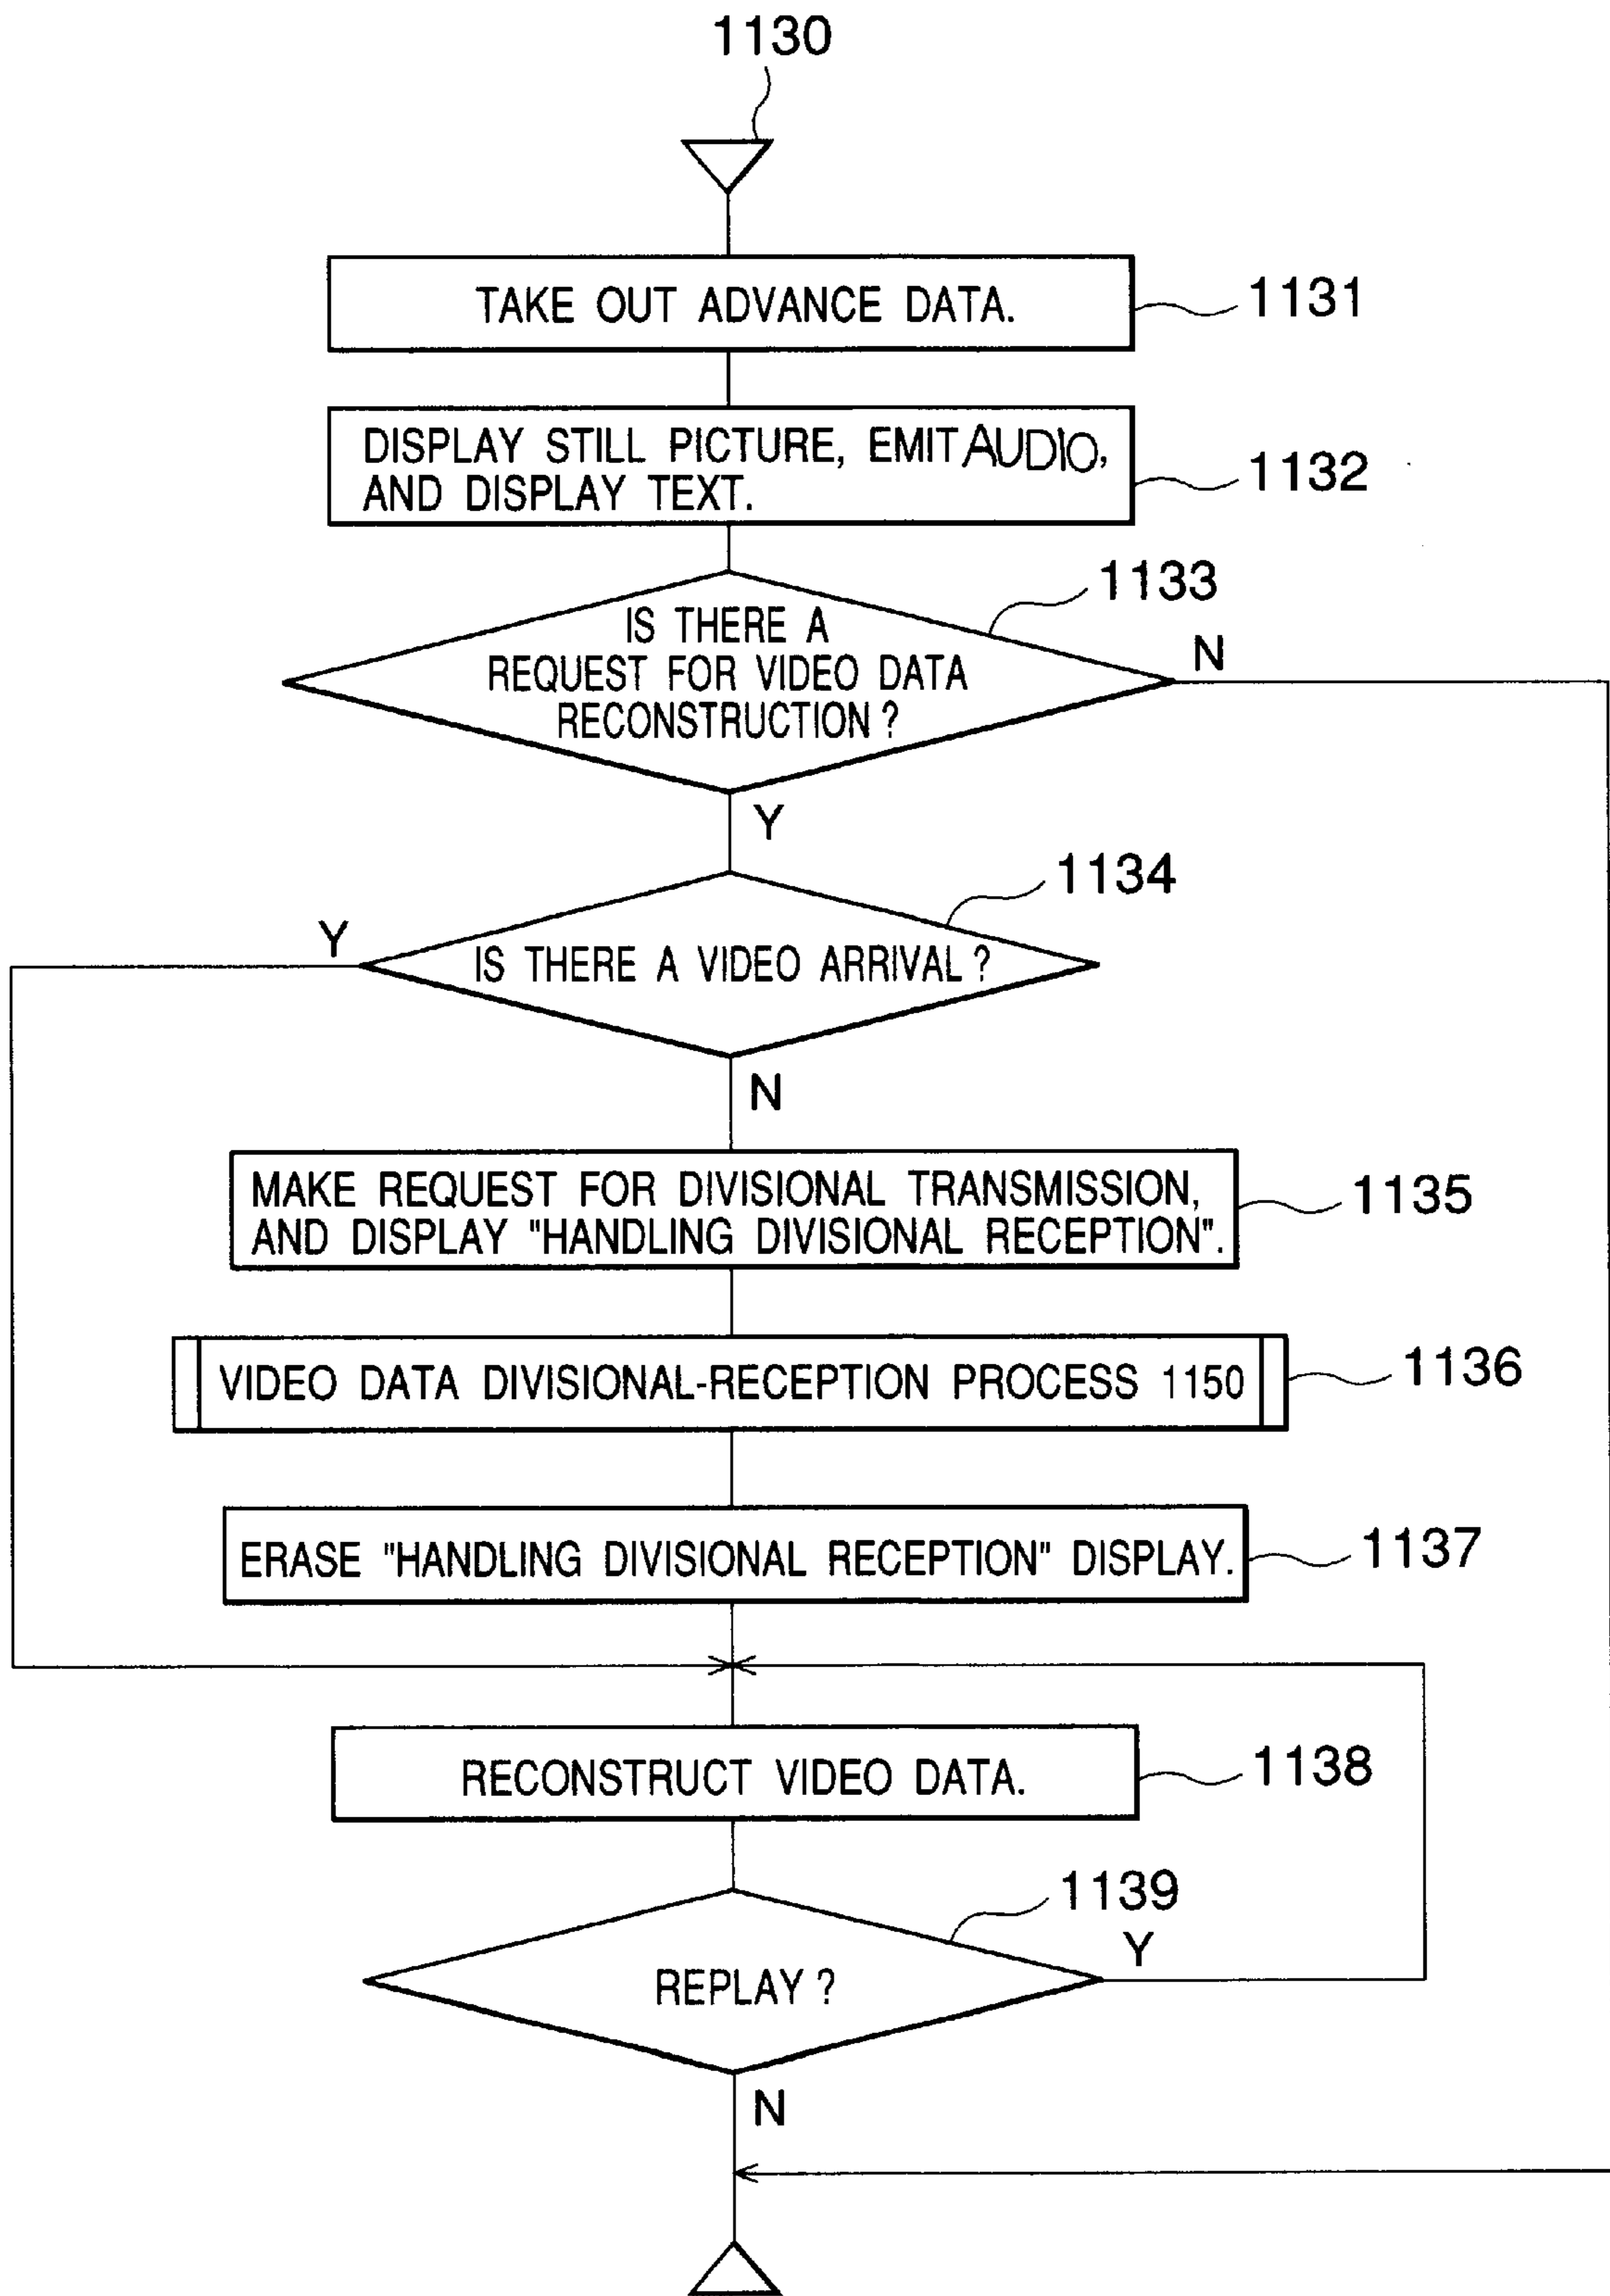 1130
TAKE OUT ADVANCE DATA.
1131
DISPLAY STILL PICTURE, EMIT AUDIO,
AND DISPLAY TEXT.
1132
1133
IS THERE A
REQUEST FOR VIDEO DATA
RECONSTRUCTION ?
N
Y
1134
Y
IS THERE A VIDEO ARRIVAL ?
N
MAKE REQUEST FOR DIVISIONAL TRANSMISSION,
AND DISPLAY "HANDLING DIVISIONAL RECEPTION".
1135
VIDEO DATA DIVISIONAL-RECEPTION PROCESS 1150
1136
ERASE "HANDLING DIVISIONAL RECEPTION" DISPLAY.
1137
RECONSTRUCT VIDEO DATA.
1138
1139
Y
REPLAY ?
N